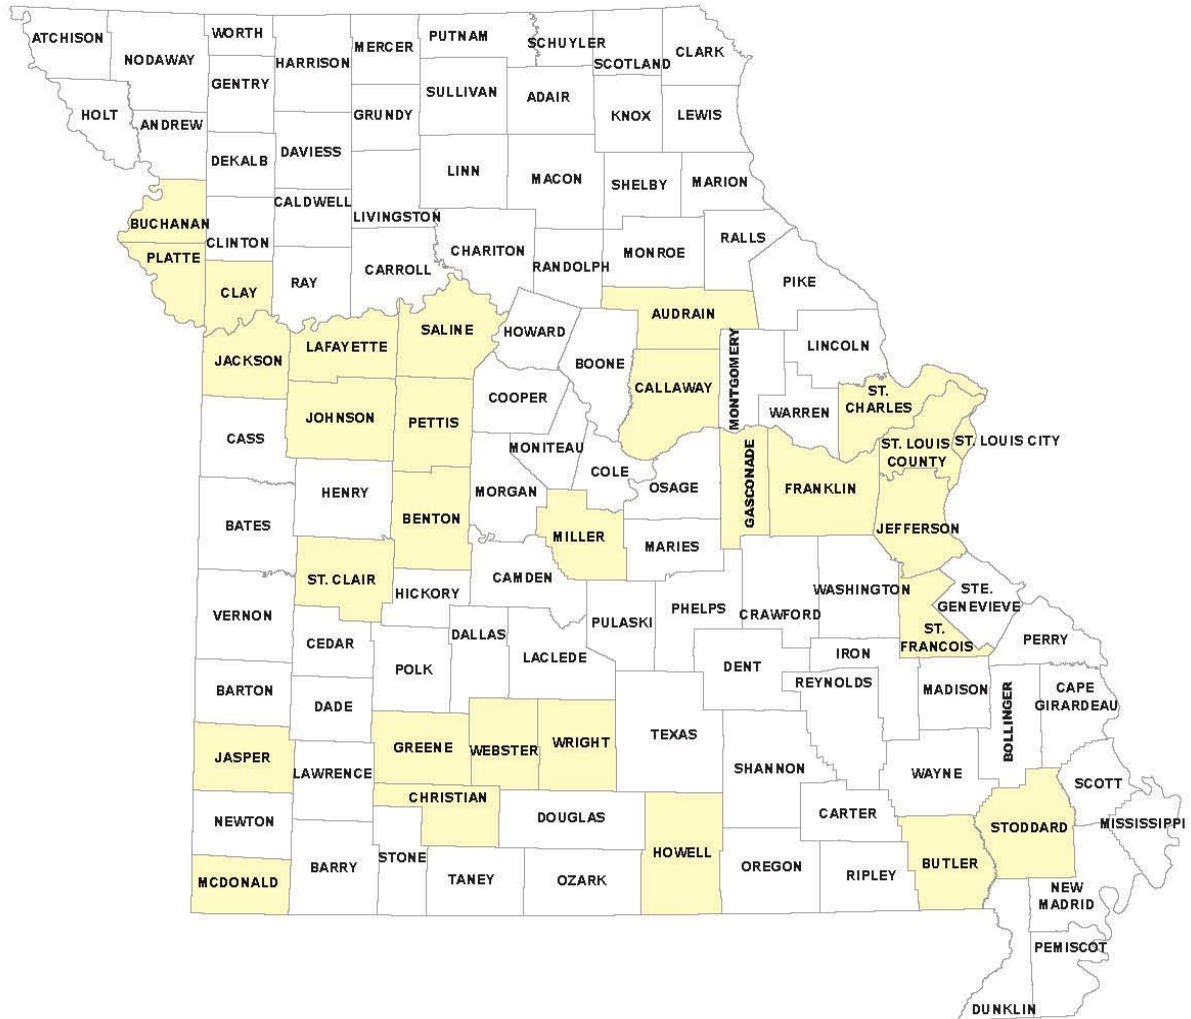 ATCHISON
NODAWAY
WORTH
HARRISON
MERCER
PUTNAM
SCHUYLER
SCOTLAND
CLARK
GENTRY
SULLIVAN
ADAIR
HOLT
ANDREW
GRUNDY
KNOX
LEWIS
DEKALB
DAVIESS
LINN
MACON
SHELBY
MARION
BUCHANAN
CLINTON
CALDWELL
LIVINGSTON
CHARITON
RANDOLPH
MONROE
RALLS
PLATTE
CLAY
RAY
CARROLL
PIKE
SALINE
HOWARD
AUDRAIN
JACKSON
LAFAYETTE
BOONE
CALLAWAY
MONTGOMERY
LINCOLN
CASS
JOHNSON
PETTIS
COOPER
WARREN
ST.
CHARLES
MONITEAU
COLE
ST. LOUIS
COUNTY
ST. LOUIS CITY
BATES
HENRY
BENTON
MORGAN
OSAGE
GASCONADE
FRANKLIN
MILLER
MARIES
JEFFERSON
ST. CLAIR
HICKORY
CAMDEN
VERNON
PULASKI
PHELPS
CRAWFORD
WASHINGTON
STE.
GENEVIEVE
CEDAR
DALLAS
ST.
FRANCOIS
PERRY
POLK
LACLEDE
DENT
IRON
BARTON
DADE
REYNOLDS
MADISON
BOLLINGER
CAPE
GIRARDEAU
JASPER
GREENE
WEBSTER
WRIGHT
TEXAS
LAWRENCE
SHANNON
WAYNE
SCOTT
CHRISTIAN
NEWTON
DOUGLAS
CARTER
STODDARD
MISSISSIPPI
MCDONALD
BARRY
STONE
TANEY
OZARK
HOWELL
OREGON
RIPLEY
BUTLER
NEW
MADRID
PEMISCOT
DUNKLIN